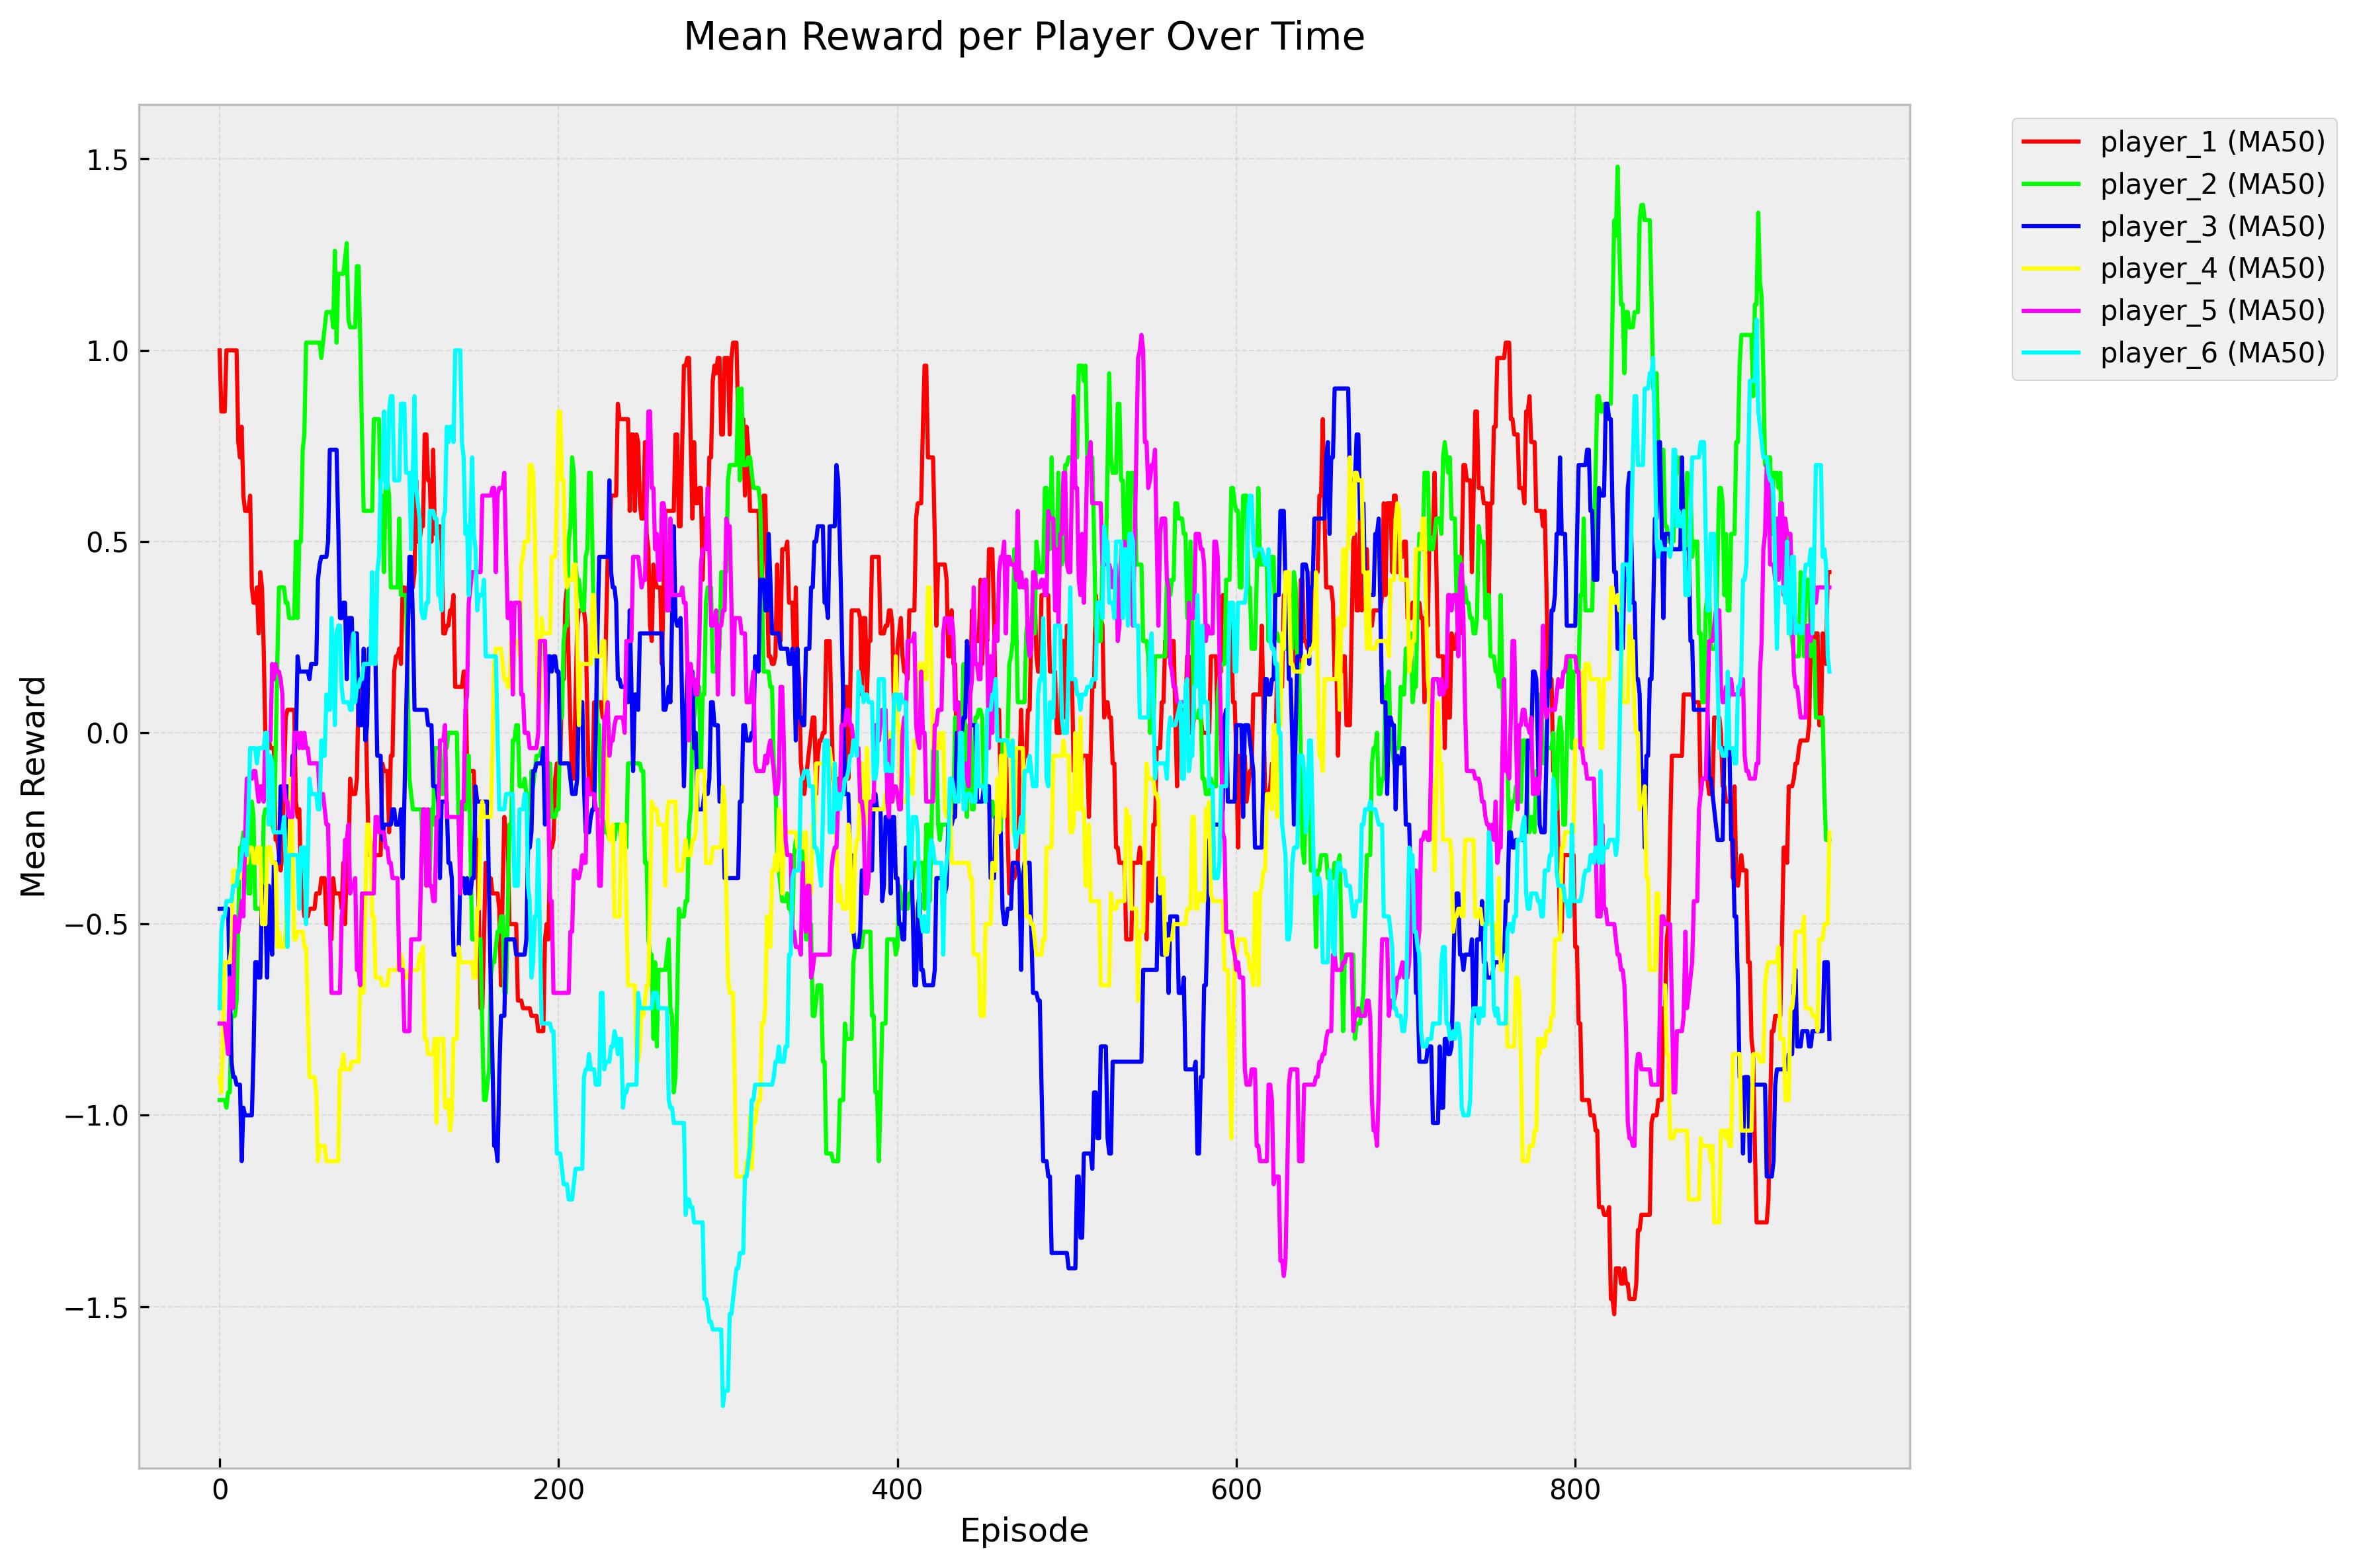 Mean Reward per Player Over Time
player_1 (MA50)
player_2 (MA50)
player_3 (MA50)
player_4 (MA50)
player_5 (MA50)
player_6 (MA50)
Mean Reward
1.5
1.0
0.5
0.0
−0.5
−1.0
−1.5
0 200 400 600 800
Episode